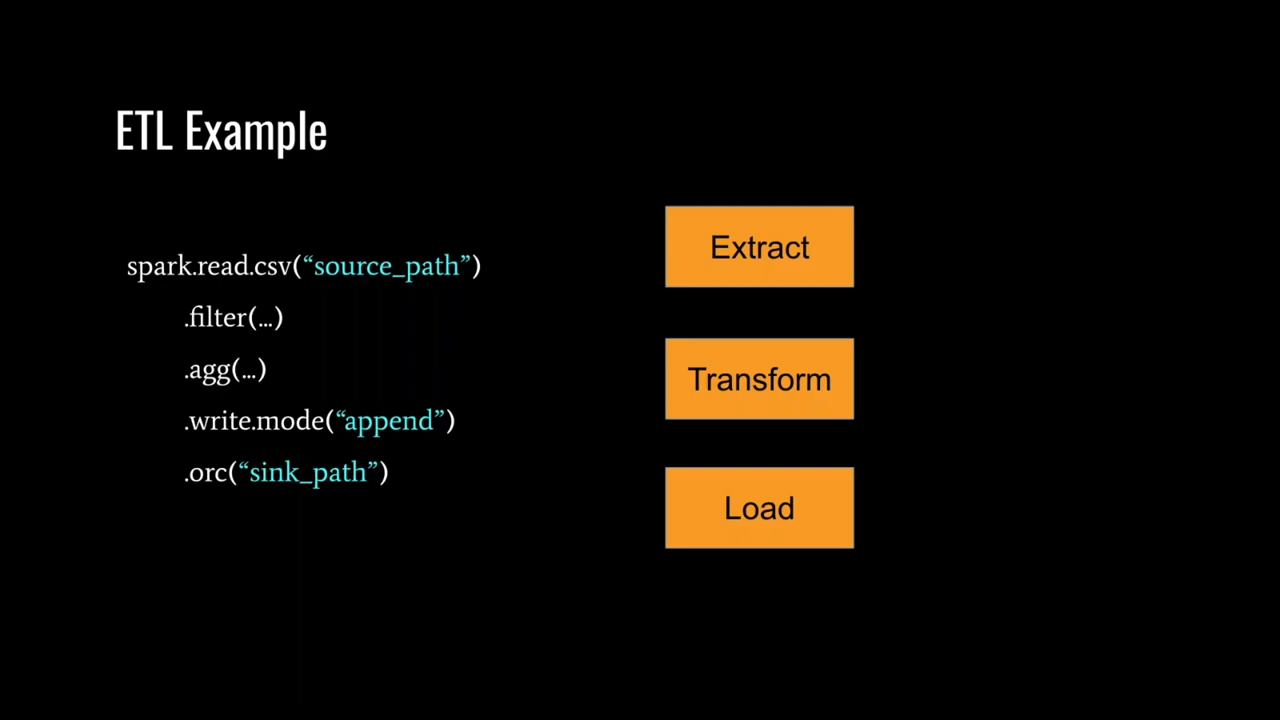 ETL Example
spark.read.csv(“source_path”)
.filter(…)
.agg(…)
.write.mode(“append”)
.orc(“sink_path”)
Extract
Transform
Load